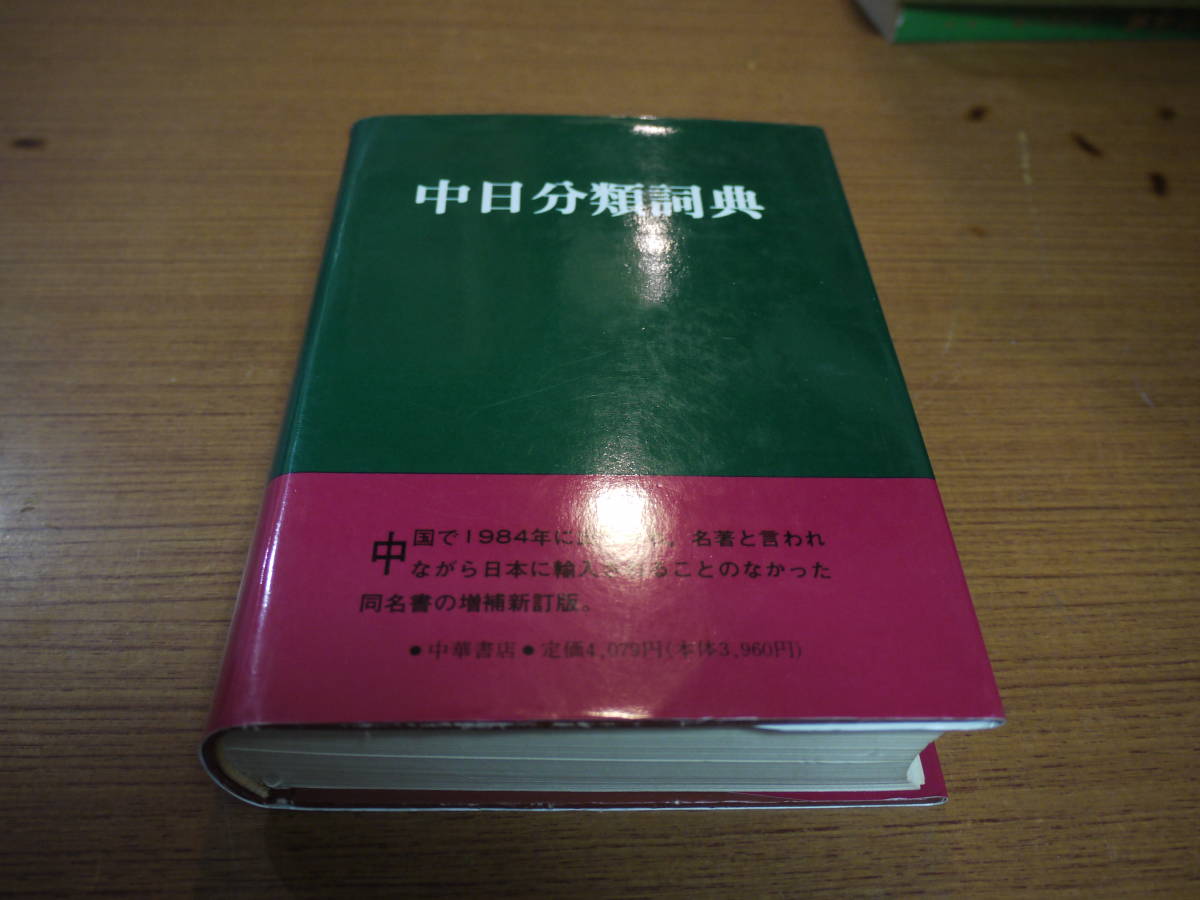 中日分類詞典
中国で1984年に名著と言われ
ながら日本に輸入ることのなかった
同名書の増補新訂版。
●中華書店●定価4,079円(本体3,960円)